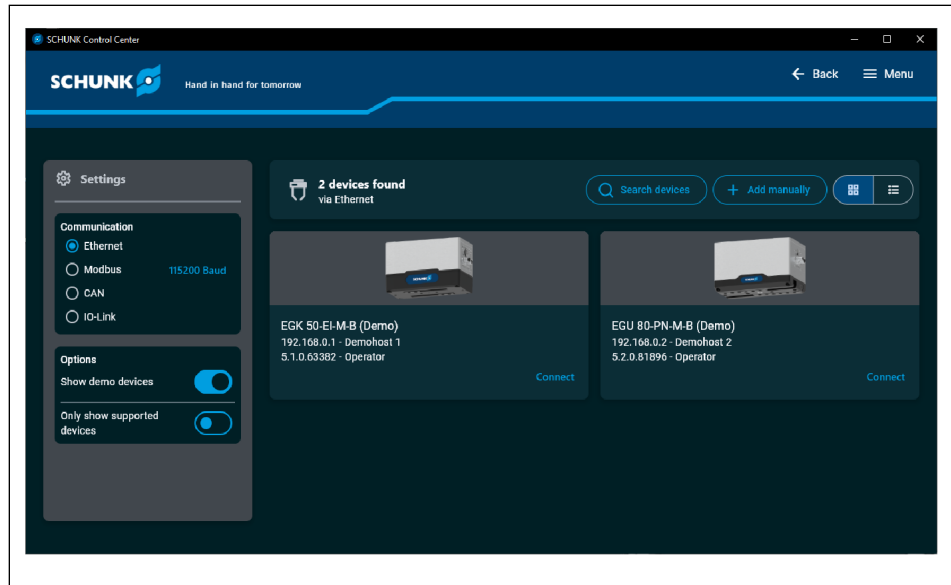 SCHUNK Control Center
SCHUNK
Hand in hand for tomorrow
Back
Menu
Settings
Communication
Ethernet
Modbus 115200 Baud
CAN
IO-Link
Options
Show demo devices
Only show supported
devices
2 devices found
via Ethernet
Search devices
+ Add manually
EGK 50-EI-M-B (Demo)
192.168.0.1 - Demohost 1
5.1.0.63382 - Operator
Connect
EGU 80-PN-M-B (Demo)
192.168.0.2 - Demohost 2
5.2.0.81896 - Operator
Connect